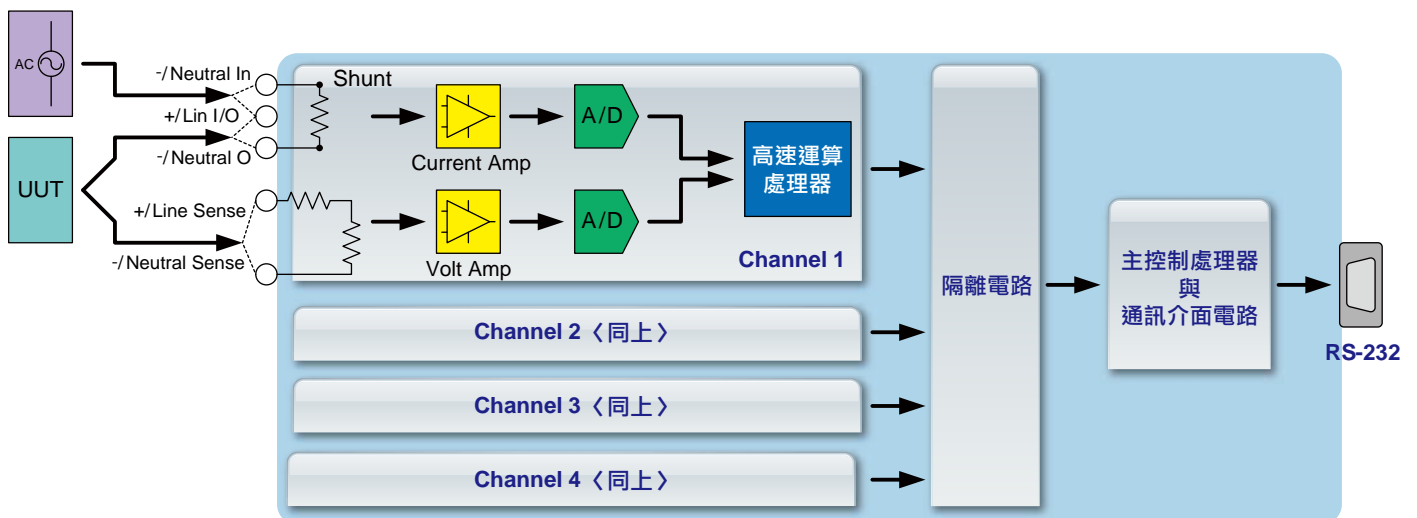 AC
UUT
-/Neutral In
+/Lin I/O
-/Neutral O
+/Line Sense
-/Neutral Sense
Shunt
Current Amp
A/D
Volt Amp
A/D
高速運算
處理器
Channel 1
Channel 2〈同上〉
Channel 3〈同上〉
Channel 4〈同上〉
隔離電路
主控制處理器
與
通訊介面電路
RS-232